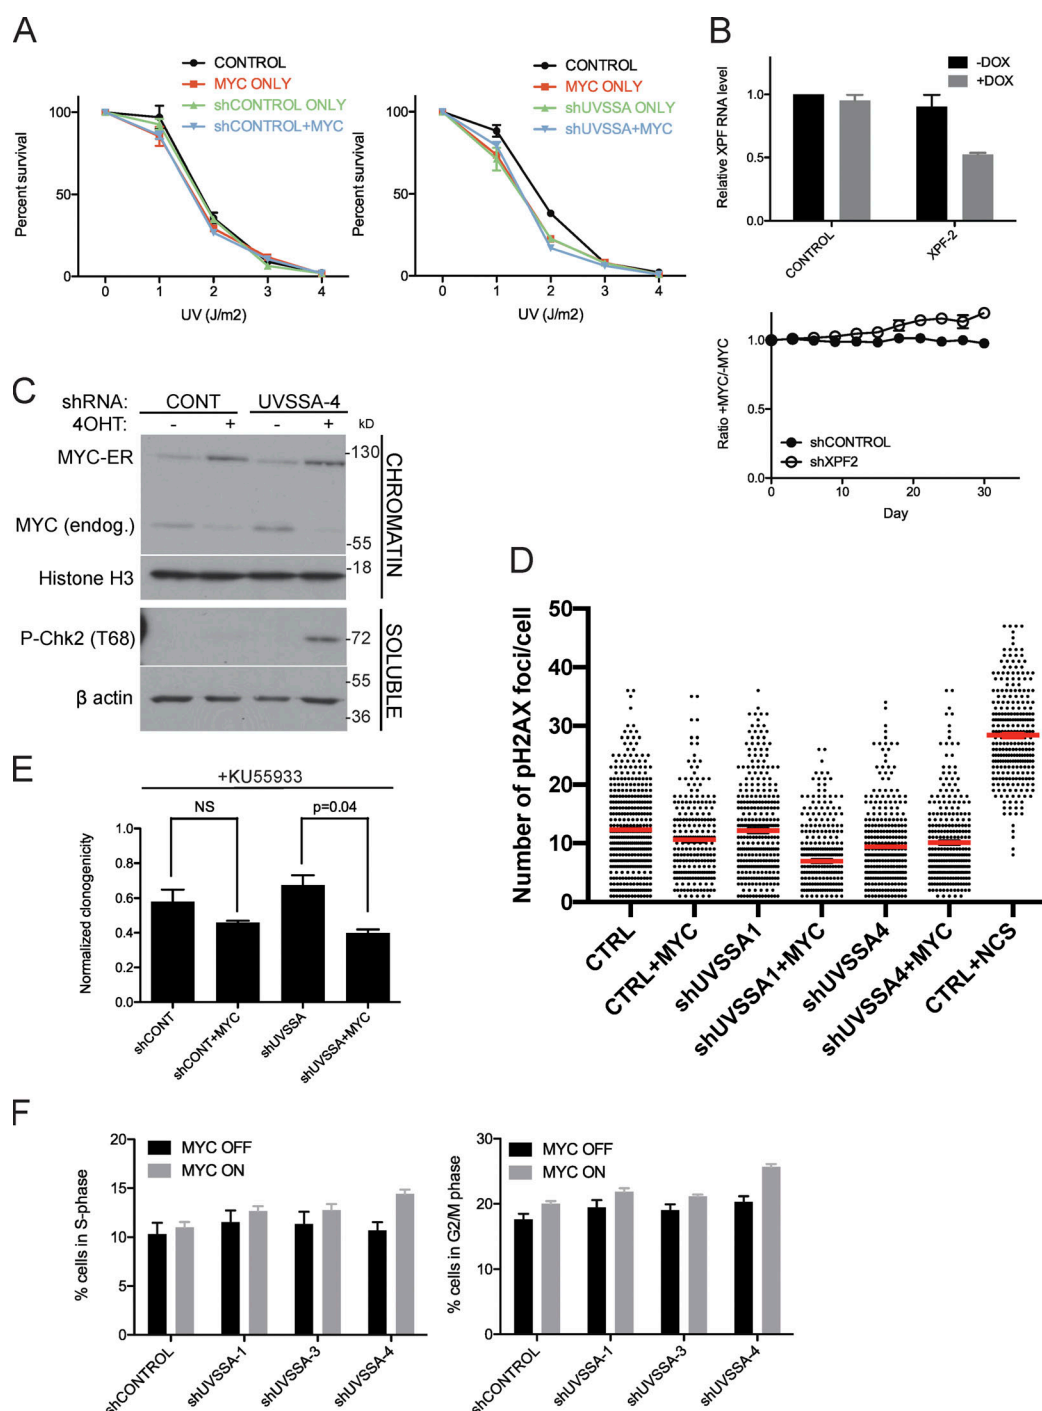 A
CONTROL
MYC ONLY
shCONTROL ONLY
shCONTROL+MYC
100
50
0
Percent survival
0 1 2 3 4
UV (J/m2)
CONTROL
MYC ONLY
shUVSSA ONLY
shUVSSA+MYC
100
50
0
Percent survival
0 1 2 3 4
UV (J/m2)
B
-DOX
+DOX
1.0
0.5
0.0
Relative XPF RNA level
CONTROL
XPF-2
1.0
0.5
0.0
Ratio +MYC/-MYC
shCONTROL
shXPF2
0 10 20 30
Day
C
shRNA: CONT UVSSA-4
4OHT: - + - + kD
MYC-ER -130
MYC (endog.)
-55
Histone H3 -18
CHROMATIN
P-Chk2 (T68) -72
-55
β actin
-36
SOLUBLE
D
50
40
30
20
10
0
Number of pH2AX foci/cell
CTRL
CTRL+MYC
shUVSSA1
shUVSSA1+MYC
shUVSSA4
shUVSSA4+MYC
CTRL+NCS
E
+KU55933
NS p=0.04
1.0
0.8
0.6
0.4
0.2
0.0
Normalized clonogenicity
shCONT
shCONT+MYC
shUVSSA
shUVSSA+MYC
F
MYC OFF
MYC ON
20
15
10
5
0
% cells in S-phase
shCONTROL
shUVSSA-1
shUVSSA-3
shUVSSA-4
MYC OFF
MYC ON
30
20
10
0
% cells in G2/M phase
shCONTROL
shUVSSA-1
shUVSSA-3
shUVSSA-4